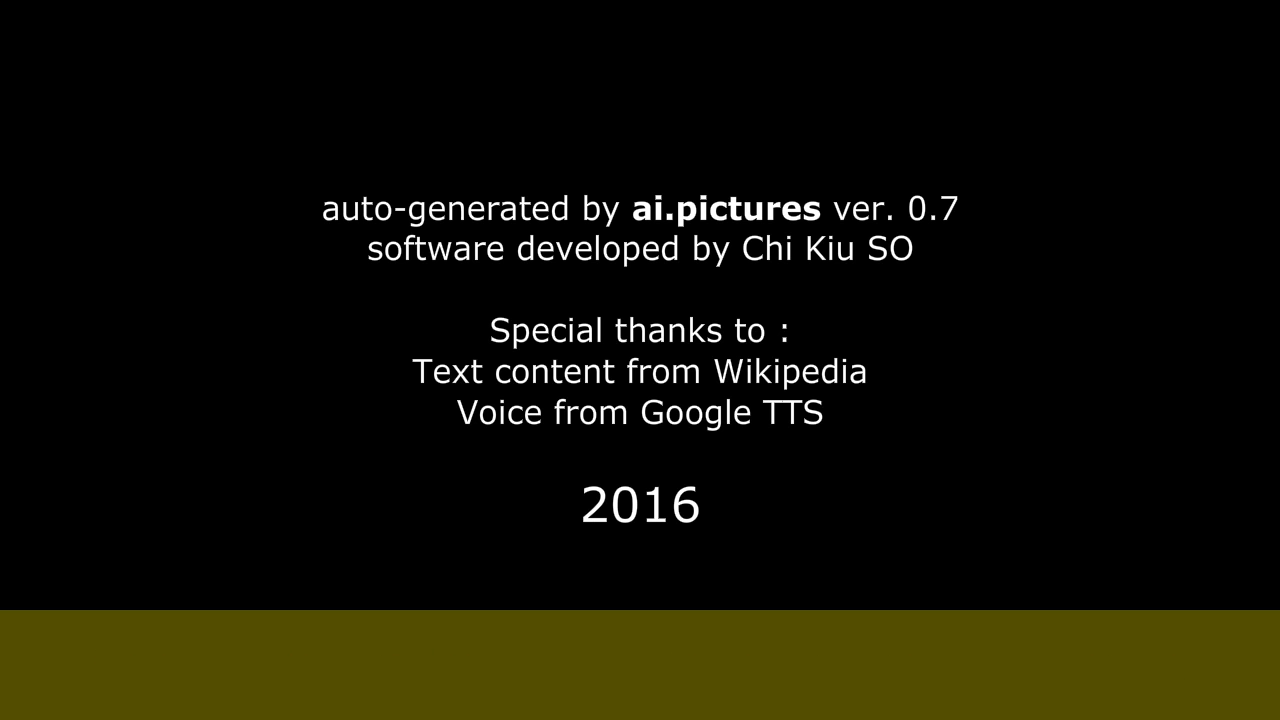 auto-generated by ai.pictures ver. 0.7
software developed by Chi Kiu SO
Special thanks to :
Text content from Wikipedia
Voice from Google TTS
2016